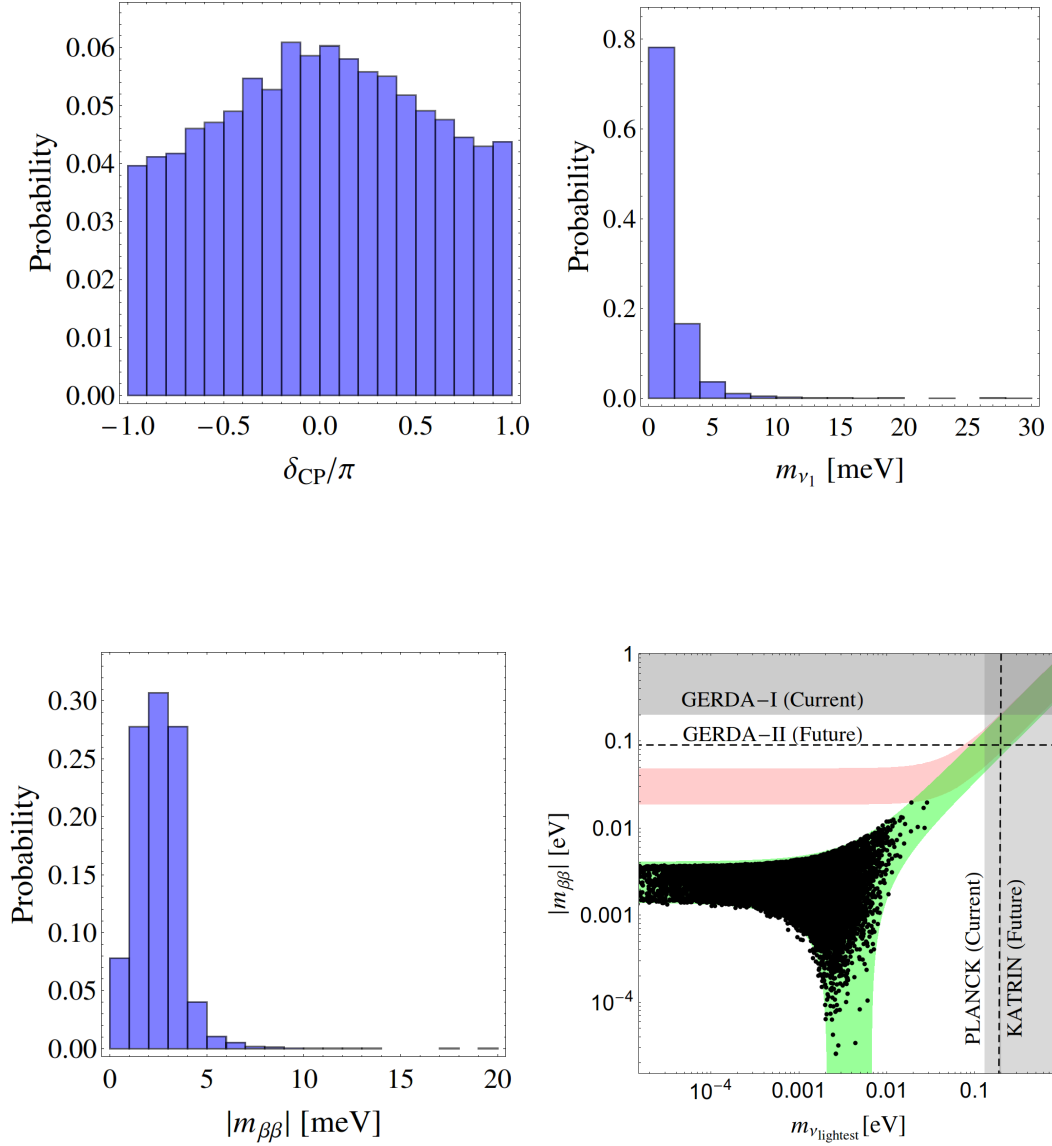 Probability
0.06
0.05
0.04
0.03
0.02
0.01
0.00
−1.0 −0.5 0.0 0.5 1.0
δCP/π
Probability
0.8
0.6
0.4
0.2
0.0
0 5 10 15 20 25 30
mν1 [meV]
Probability
0.30
0.25
0.20
0.15
0.10
0.05
0.00
0 5 10 15 20
|mββ| [meV]
|mββ| [eV]
1
0.1
0.01
0.001
10−4
GERDA−I (Current)
GERDA−II (Future)
PLANCK (Current)
KATRIN (Future)
10−4 0.001 0.01 0.1
mνlightest [eV]